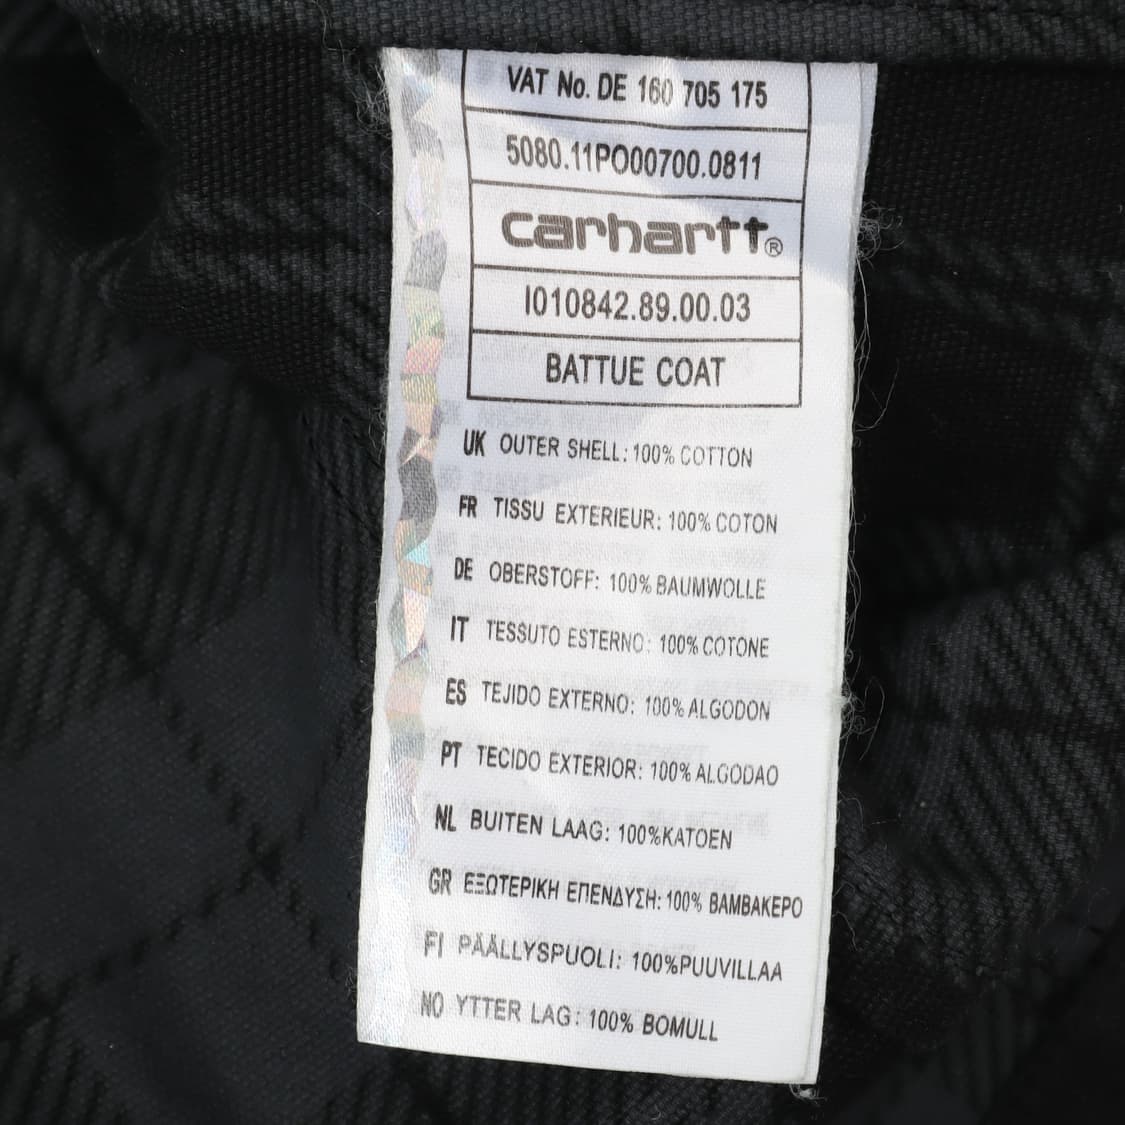 VAT No. DE 160 705 175
5080.11PO00700.0811
carhartt®
I010842.89.00.03
BATTUE COAT
UK OUTER SHELL: 100% COTTON
FR TISSU EXTERIEUR: 100% COTON
DE OBERSTOFF: 100% BAUMWOLLE
IT TESSUTO ESTERNO: 100% COTONE
ES TEJIDO EXTERNO: 100% ALGODON
PT TECIDO EXTERIOR: 100% ALGODAO
NL BUITEN LAAG: 100%KATOEN
GR ΕΞΩΤΕΡΙΚΗ ΕΠΕΝΔΥΣΗ: 100% ΒΑΜΒΑΚΕΡΟ
FI PÄÄLLYSPUOLI: 100%PUUVILLAA
NO YTTER LAG: 100% BOMULL